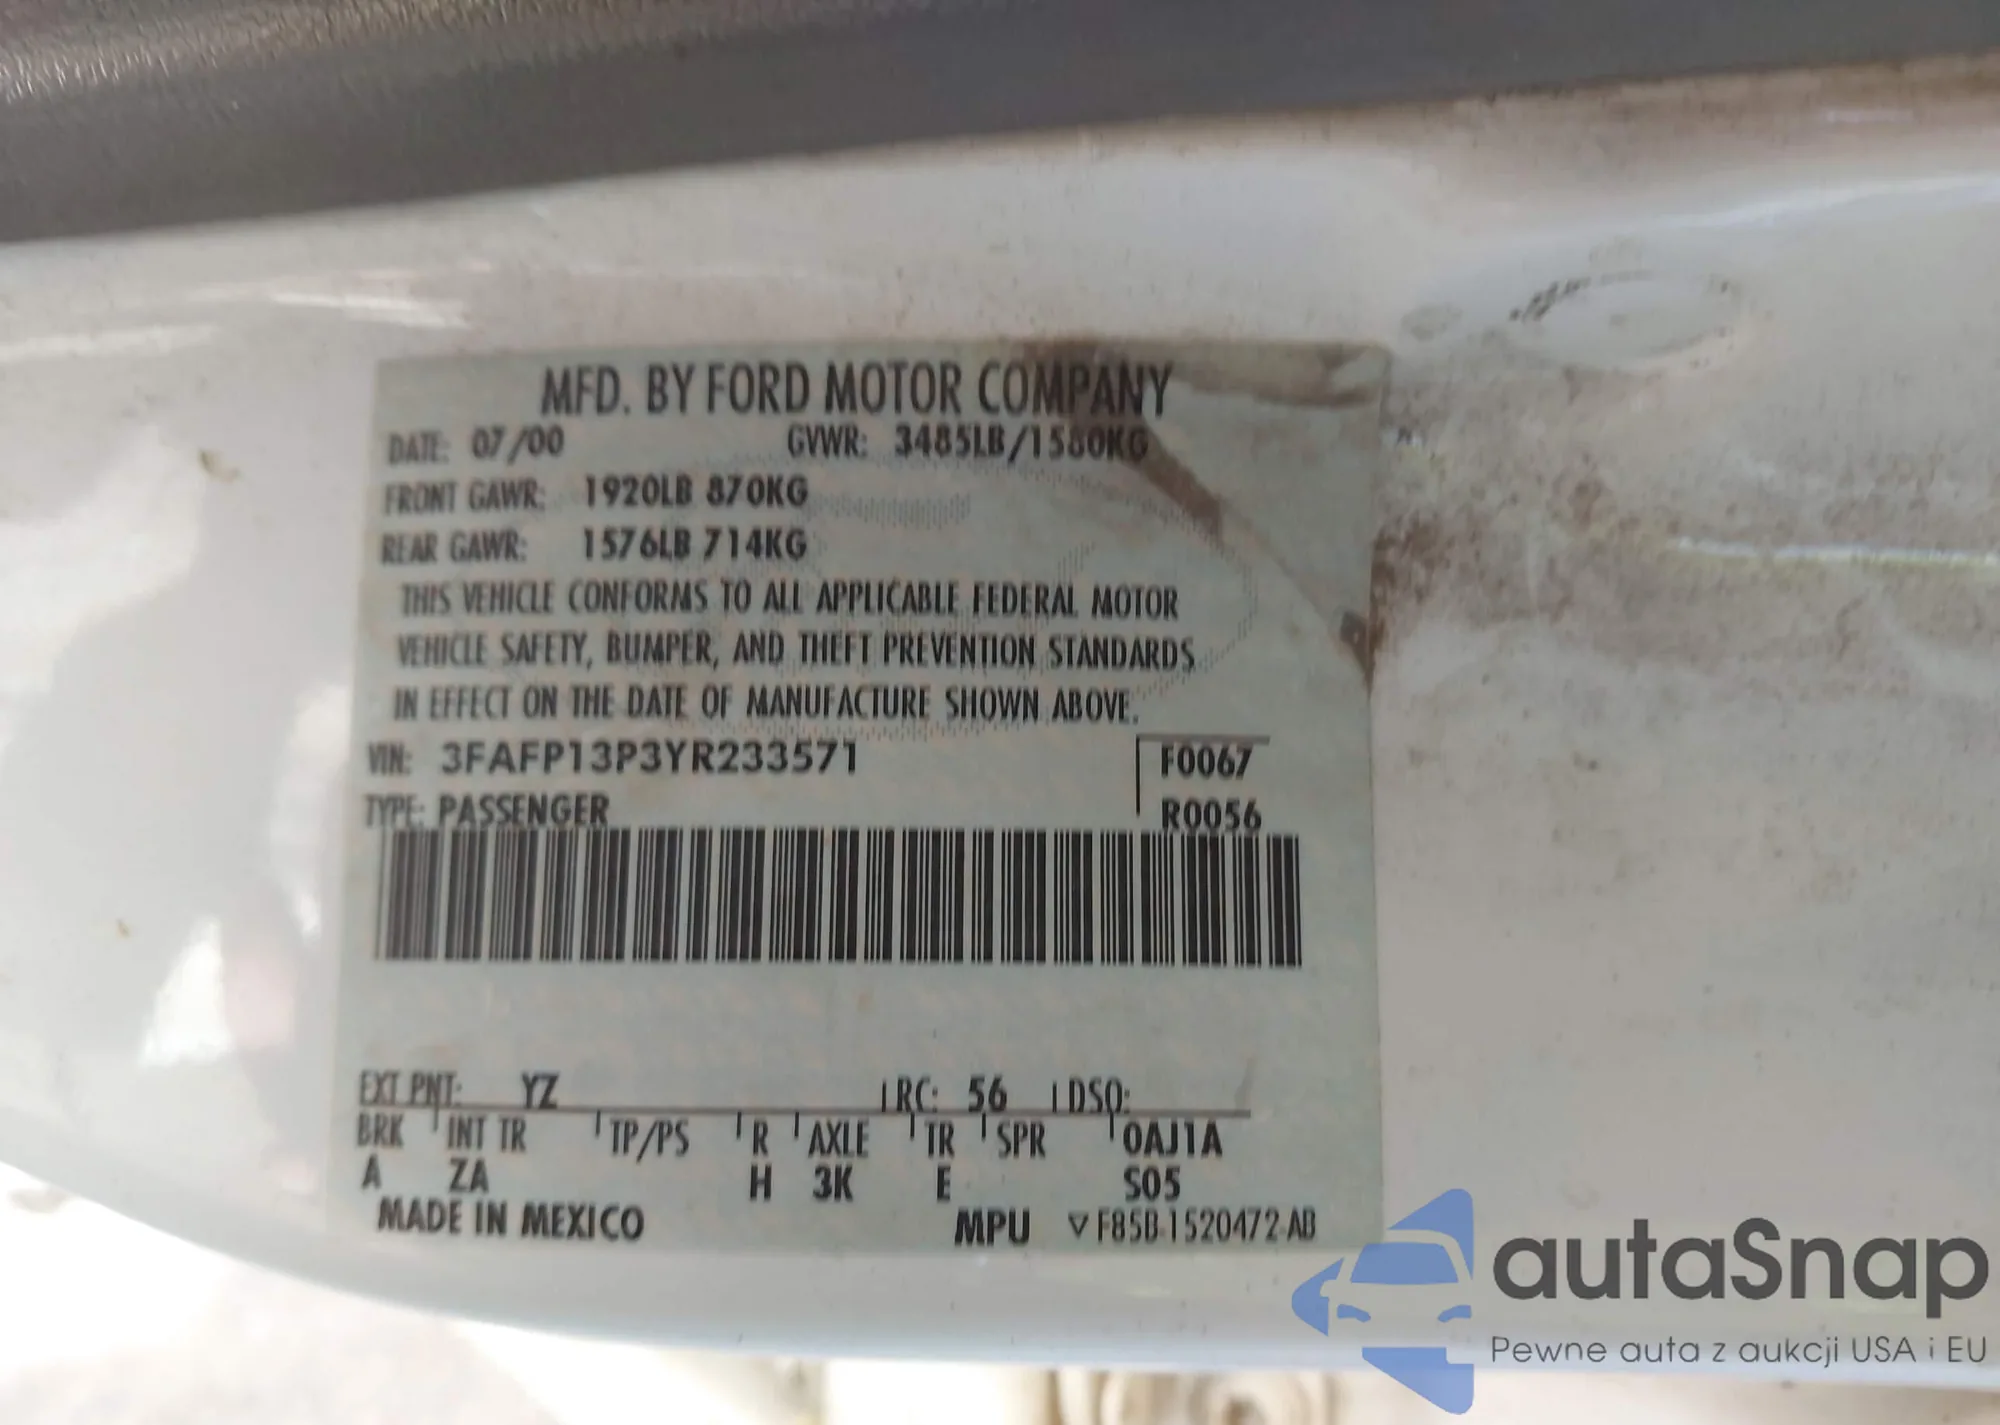 MFD. BY FORD MOTOR COMPANY
DATE: 07/00 GVWR: 3485LB/1580KG
FRONT GAWR: 1920LB 870KG
REAR GAWR: 1576LB 714KG
THIS VEHICLE CONFORMS TO ALL APPLICABLE FEDERAL MOTOR
VEHICLE SAFETY, BUMPER, AND THEFT PREVENTION STANDARDS
IN EFFECT ON THE DATE OF MANUFACTURE SHOWN ABOVE.
VIN: 3FAFP13P3YR233571 F0067
TYPE: PASSENGER R0056
EXT PNT: YZ RC: 56 DSO:
BRK INT TR TP/PS R AXLE TR SPR 0AJ1A
A ZA H 3K E S05
MADE IN MEXICO MPU ▽ F85B-1520472-AB
autaSnap
Pewne auta z aukcji USA i EU